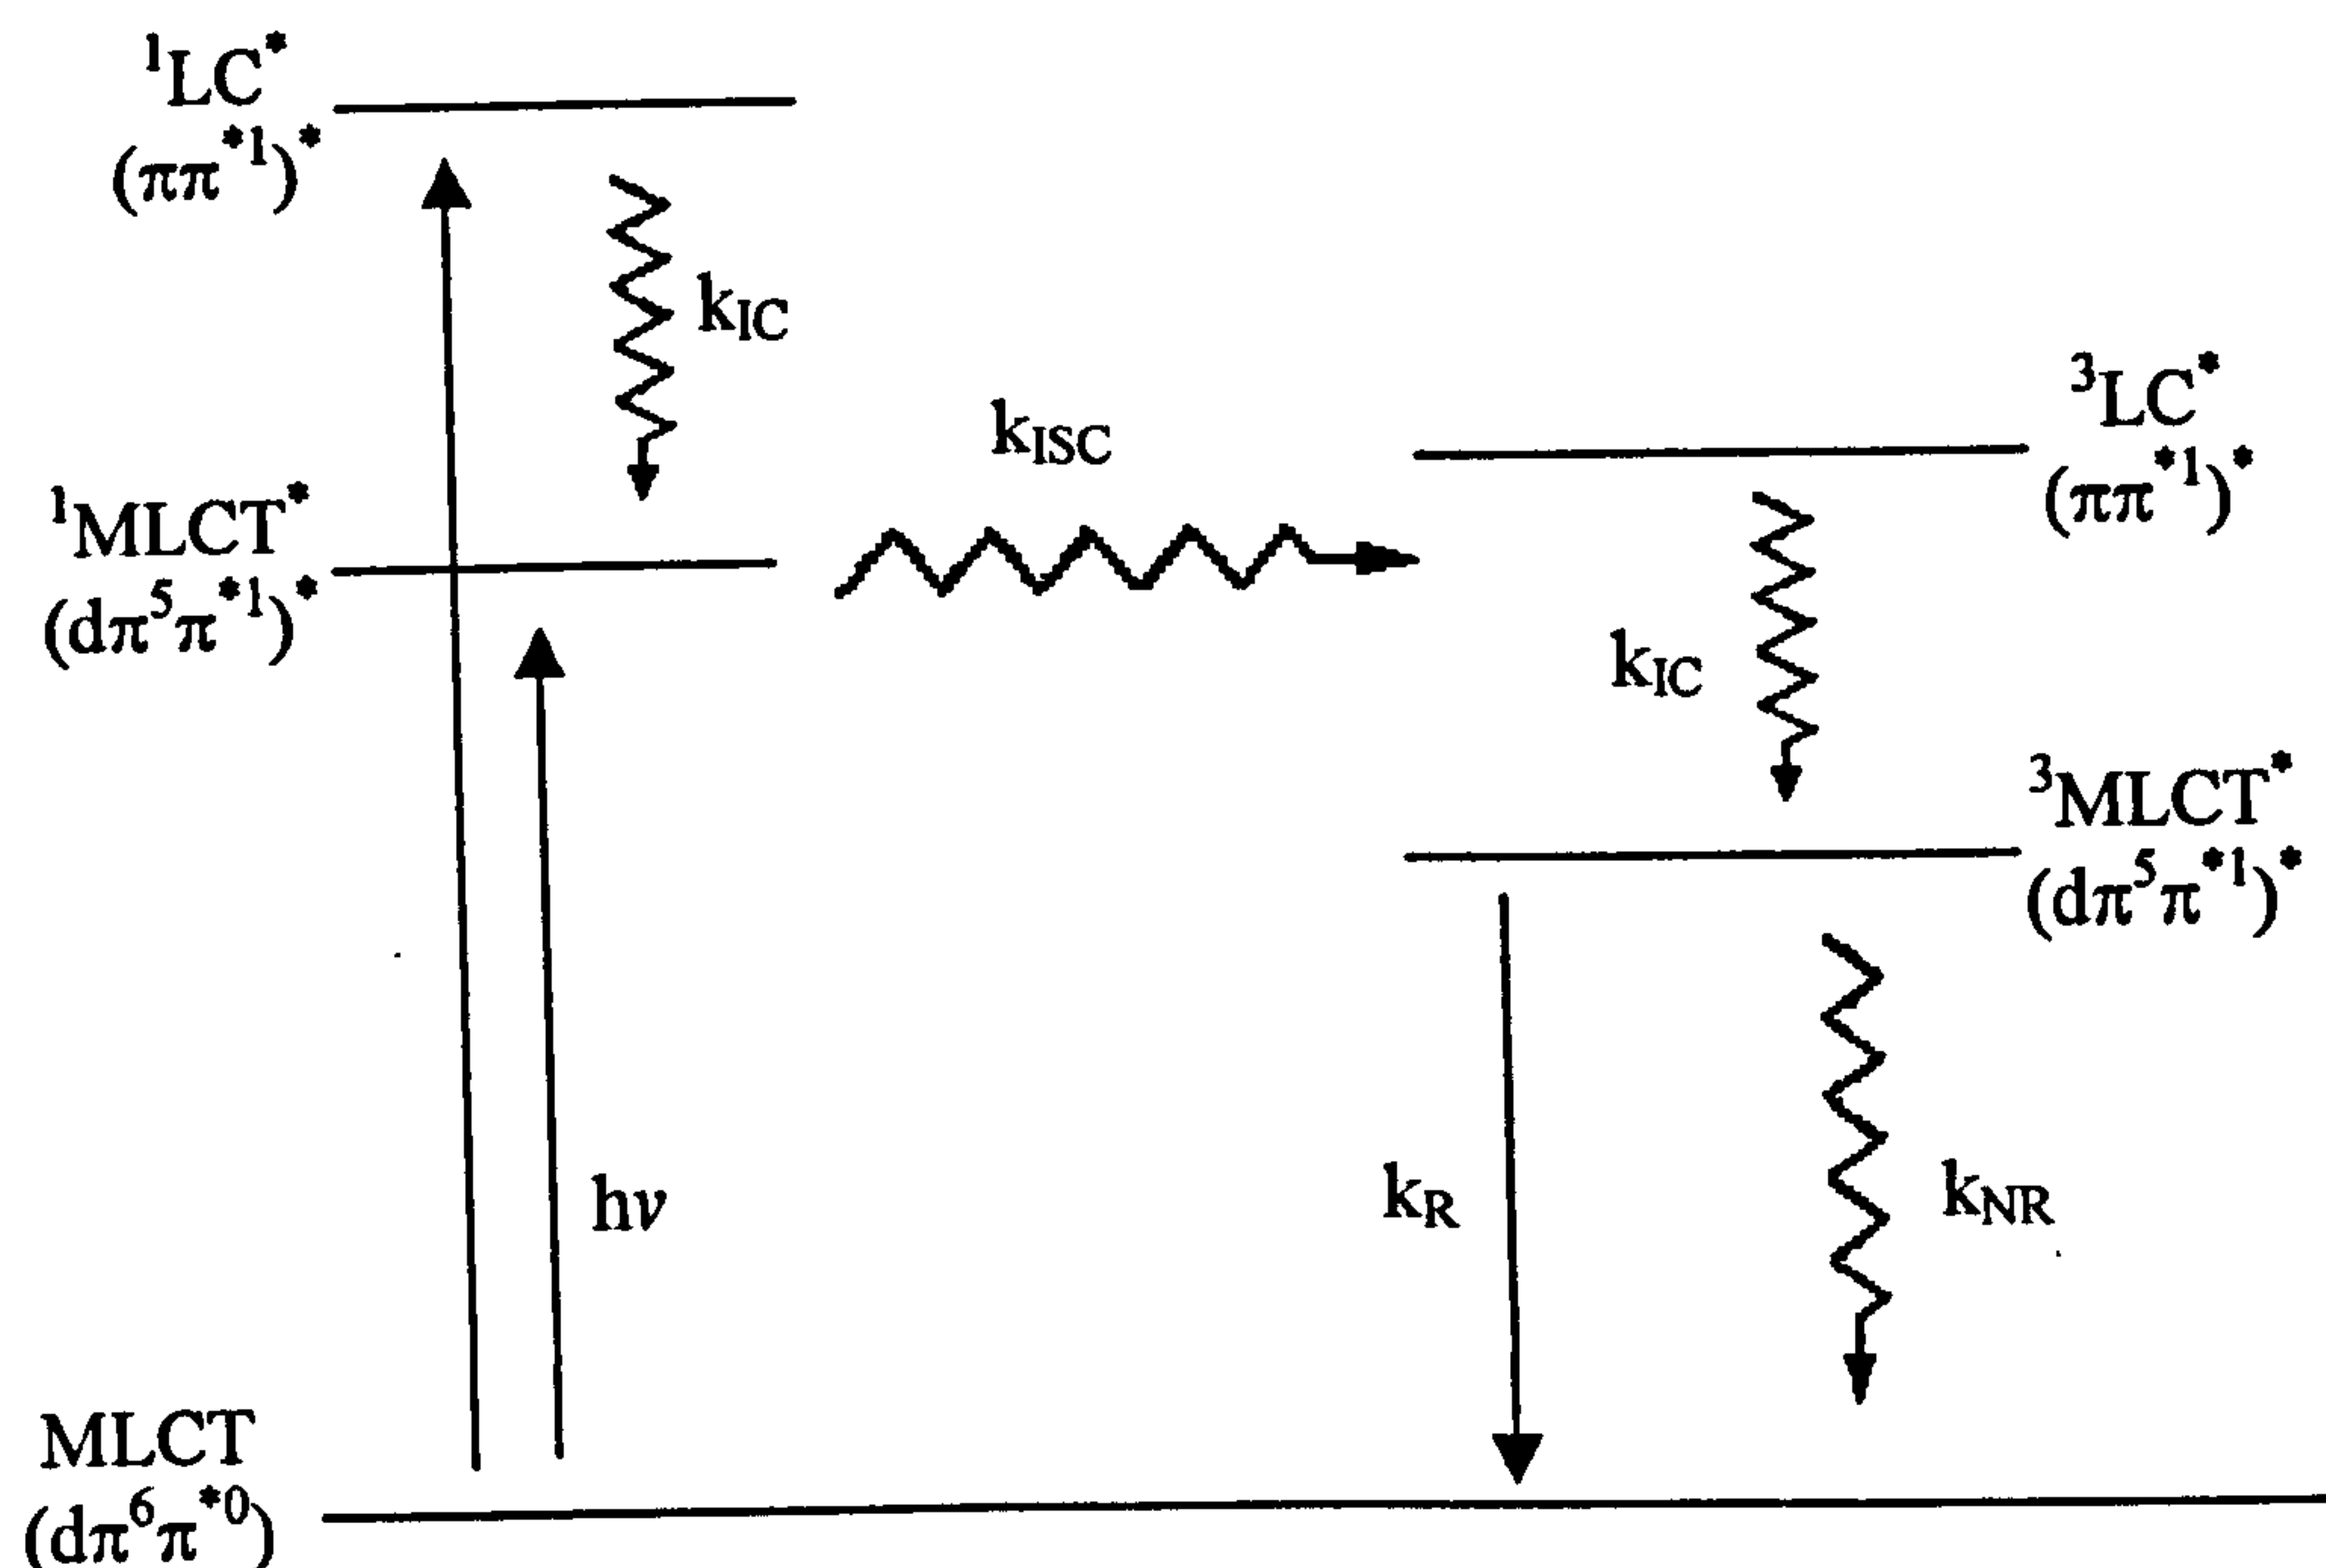 ¹LC*
(ππ*¹)*
k_IC
k_ISC
³LC*
(ππ*¹)*
¹MLCT*
(dπ⁵π*¹)*
k_IC
³MLCT*
(dπ⁵π*¹)*
hν
k_R
k_NR
MLCT
(dπ⁶π*⁰)